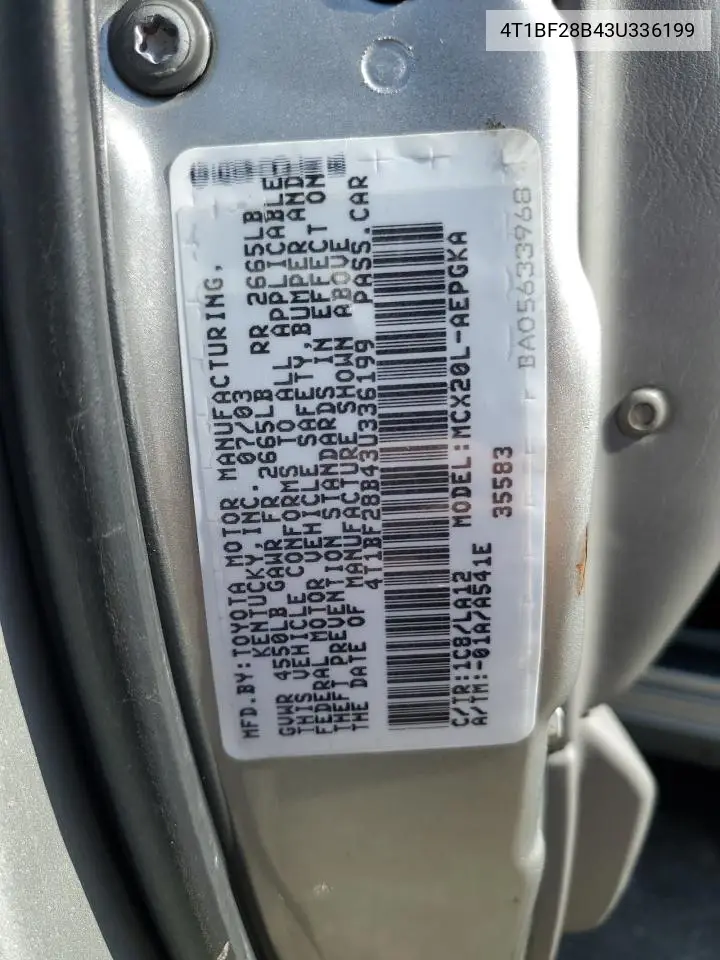 4T1BF28B43U336199
MFD.BY:TOYOTA MOTOR MANUFACTURING,
KENTUCKY, INC. 07/03
GVWR 4550LB GAWR FR 2665LB RR 2665LB
THIS VEHICLE CONFORMS TO ALL APPLICABLE
FEDERAL MOTOR VEHICLE SAFETY, BUMPER AND
THEFT PREVENTION STANDARDS IN EFFECT ON
THE DATE OF MANUFACTURE SHOWN ABOVE
4T1BF28B43U336199 PASS.CAR
C/TR:1C8/LA12 MODEL:MCX20L-AEPGKA
A/TM:-01A/A541E 35583
BA05633968